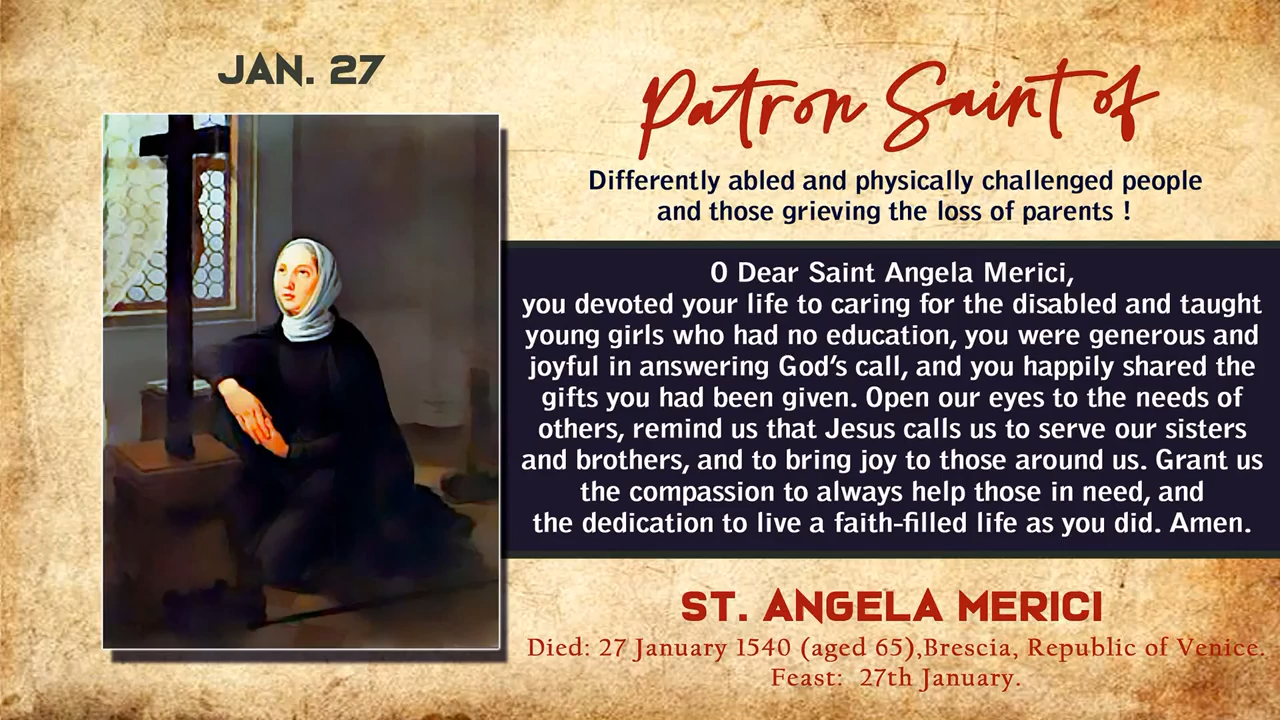 JAN. 27
Patron Saint of
Differently abled and physically challenged people
and those grieving the loss of parents !
O Dear Saint Angela Merici,
you devoted your life to caring for the disabled and taught
young girls who had no education, you were generous and
joyful in answering God's call, and you happily shared the
gifts you had been given. Open our eyes to the needs of
others, remind us that Jesus calls us to serve our sisters
and brothers, and to bring joy to those around us. Grant us
the compassion to always help those in need, and
the dedication to live a faith-filled life as you did. Amen.
ST. ANGELA MERICI
Died: 27 January 1540 (aged 65),Brescia, Republic of Venice.
Feast: 27th January.